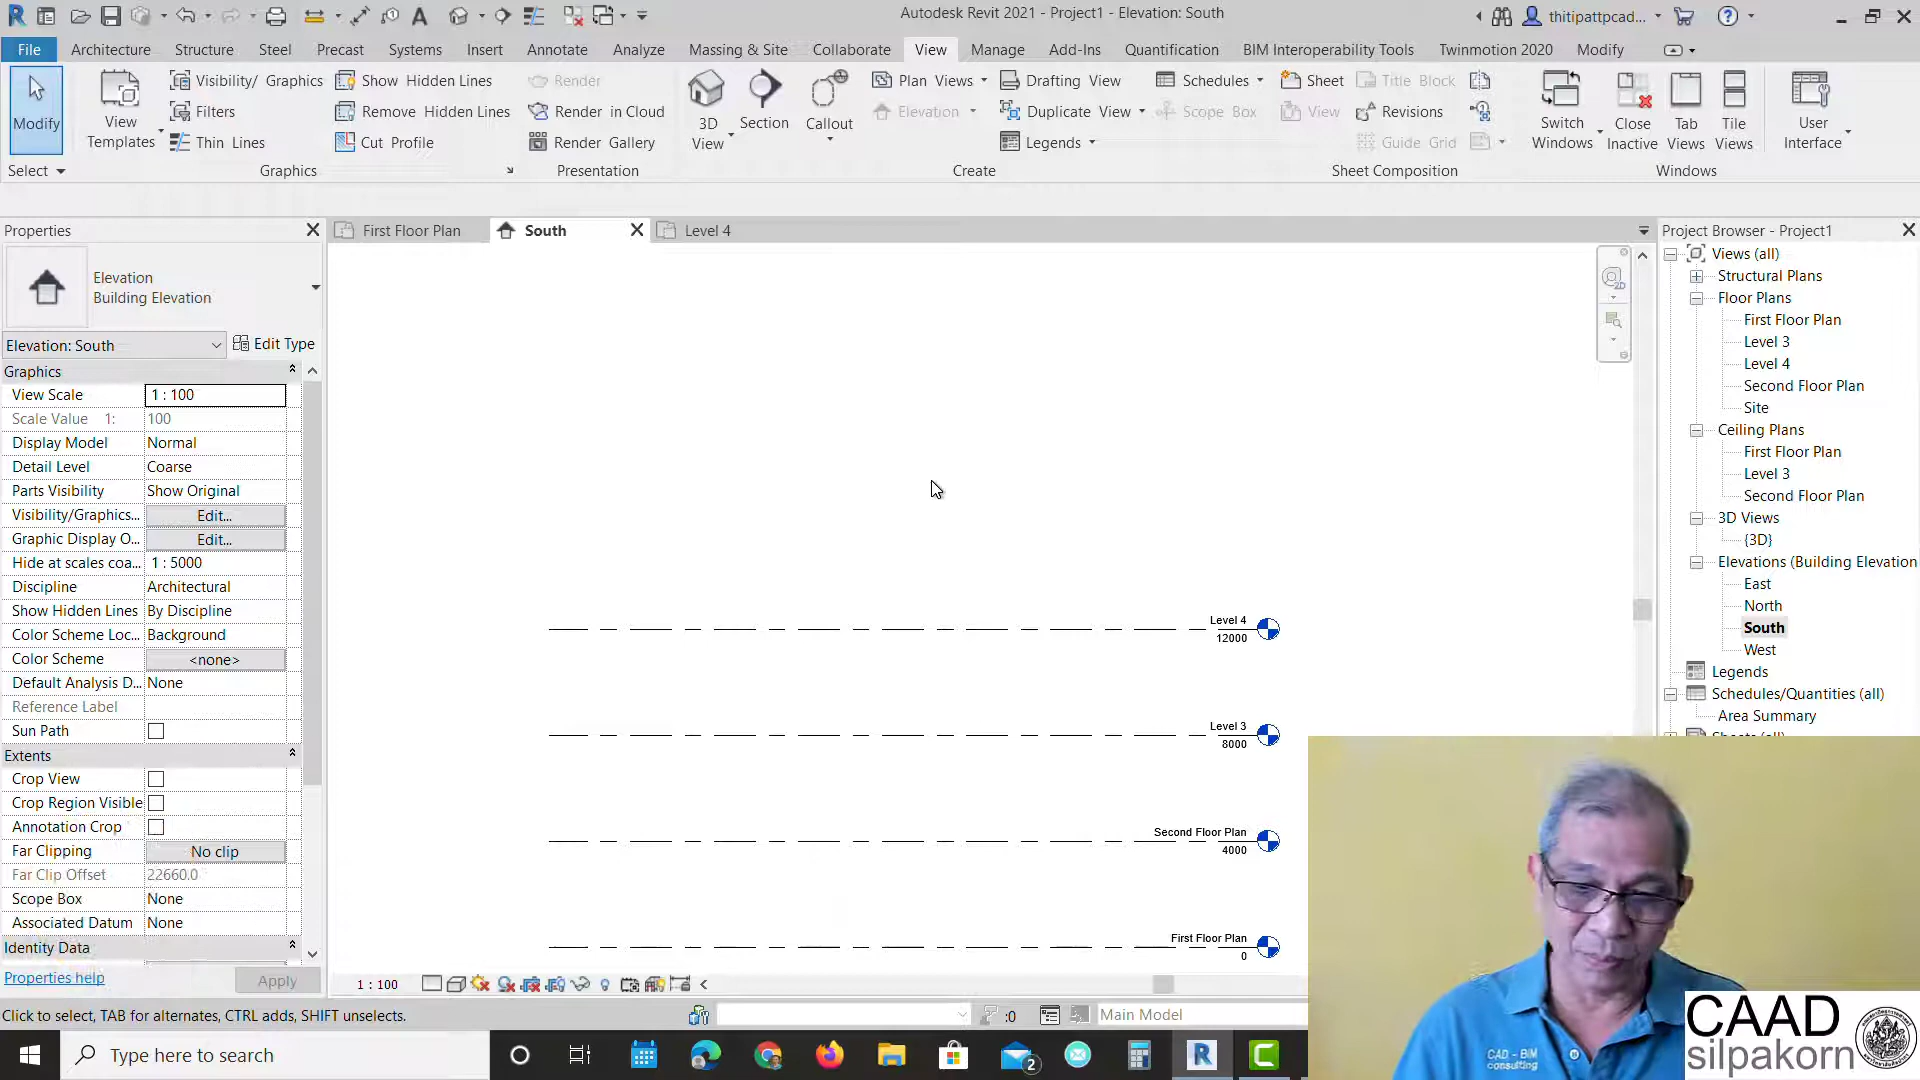 Autodesk Revit 2021 - Project1 - Elevation: South
thitipattpcad...
File Architecture Structure Steel Precast Systems Insert Annotate Analyze Massing & Site Collaborate View Manage Add-Ins Quantification BIM Interoperability Tools Twinmotion 2020 Modify
Modify
View Templates
Visibility/ Graphics
Filters
Thin Lines
Show Hidden Lines
Remove Hidden Lines
Cut Profile
Render
Render in Cloud
Render Gallery
3D View
Section
Callout
Plan Views
Elevation
Drafting View
Duplicate View
Legends
Schedules
Scope Box
Sheet
View
Title Block
Revisions
Guide Grid
Switch Windows
Close Inactive
Tab Views
Tile Views
User Interface
Select Graphics Presentation Create Sheet Composition Windows
Properties
First Floor Plan South Level 4
Elevation
Building Elevation
Elevation: South Edit Type
Graphics
View Scale 1 : 100
Scale Value 1: 100
Display Model Normal
Detail Level Coarse
Parts Visibility Show Original
Visibility/Graphics... Edit...
Graphic Display O... Edit...
Hide at scales coa... 1 : 5000
Discipline Architectural
Show Hidden Lines By Discipline
Color Scheme Loc... Background
Color Scheme <none>
Default Analysis D... None
Reference Label
Sun Path
Extents
Crop View
Crop Region Visible
Annotation Crop
Far Clipping No clip
Far Clip Offset 22660.0
Scope Box None
Associated Datum None
Identity Data
Properties help Apply
2D
Level 4
12000
Level 3
8000
Second Floor Plan
4000
First Floor Plan
0
1 : 100
Project Browser - Project1
Views (all)
Structural Plans
Floor Plans
First Floor Plan
Level 3
Level 4
Second Floor Plan
Site
Ceiling Plans
First Floor Plan
Level 3
Second Floor Plan
3D Views
{3D}
Elevations (Building Elevation
East
North
South
West
Legends
Schedules/Quantities (all)
Area Summary
Sheets (all)
Click to select, TAB for alternates, CTRL adds, SHIFT unselects.
:0
Main Model
Type here to search
2
CAD - BIM
consulting
CAAD
silpakorn